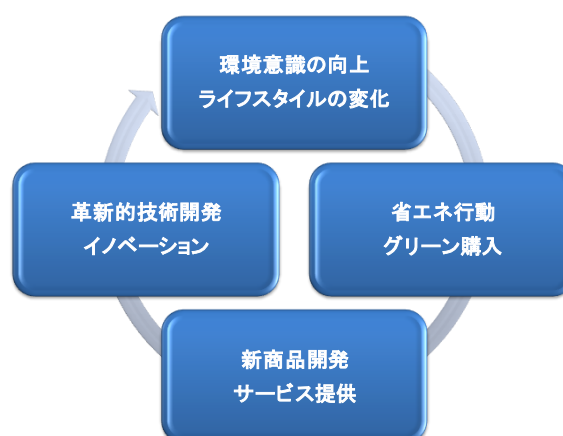 環境意識の向上
ライフスタイルの変化
省エネ行動
グリーン購入
新商品開発
サービス提供
革新的技術開発
イノベーション